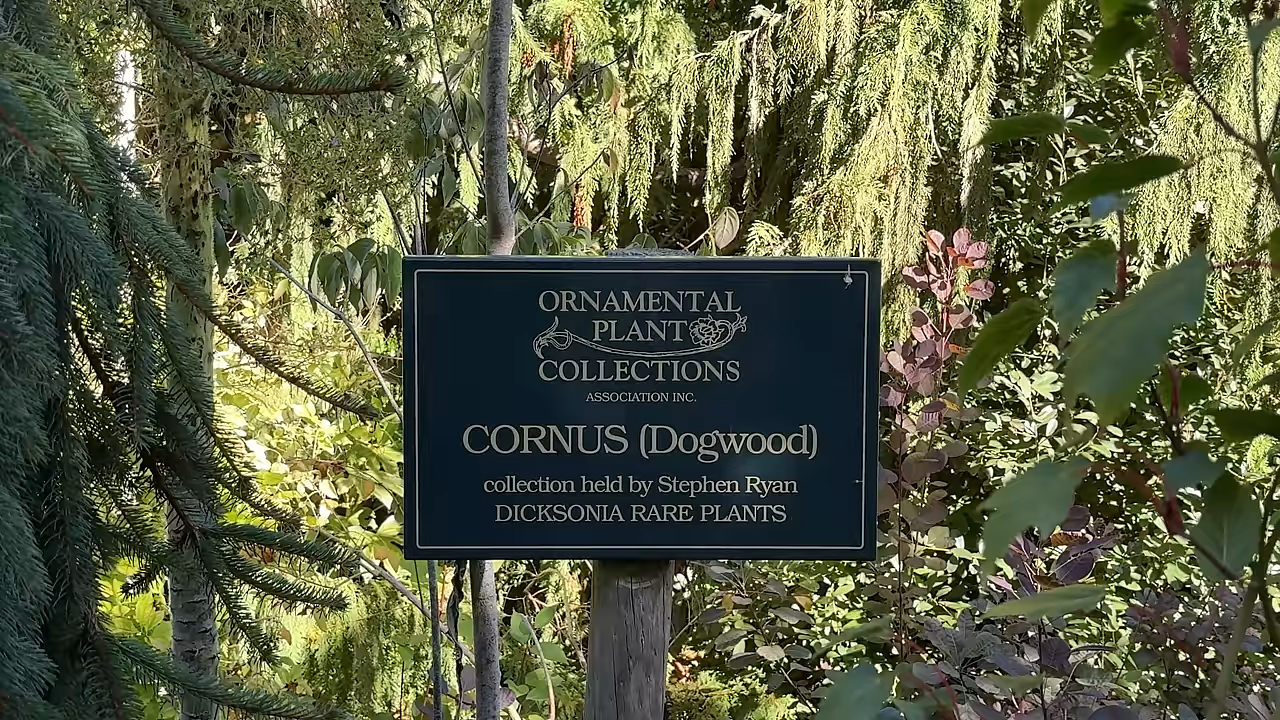 ORNAMENTAL
PLANT
COLLECTIONS
ASSOCIATION INC.
CORNUS (Dogwood)
collection held by Stephen Ryan
DICKSONIA RARE PLANTS